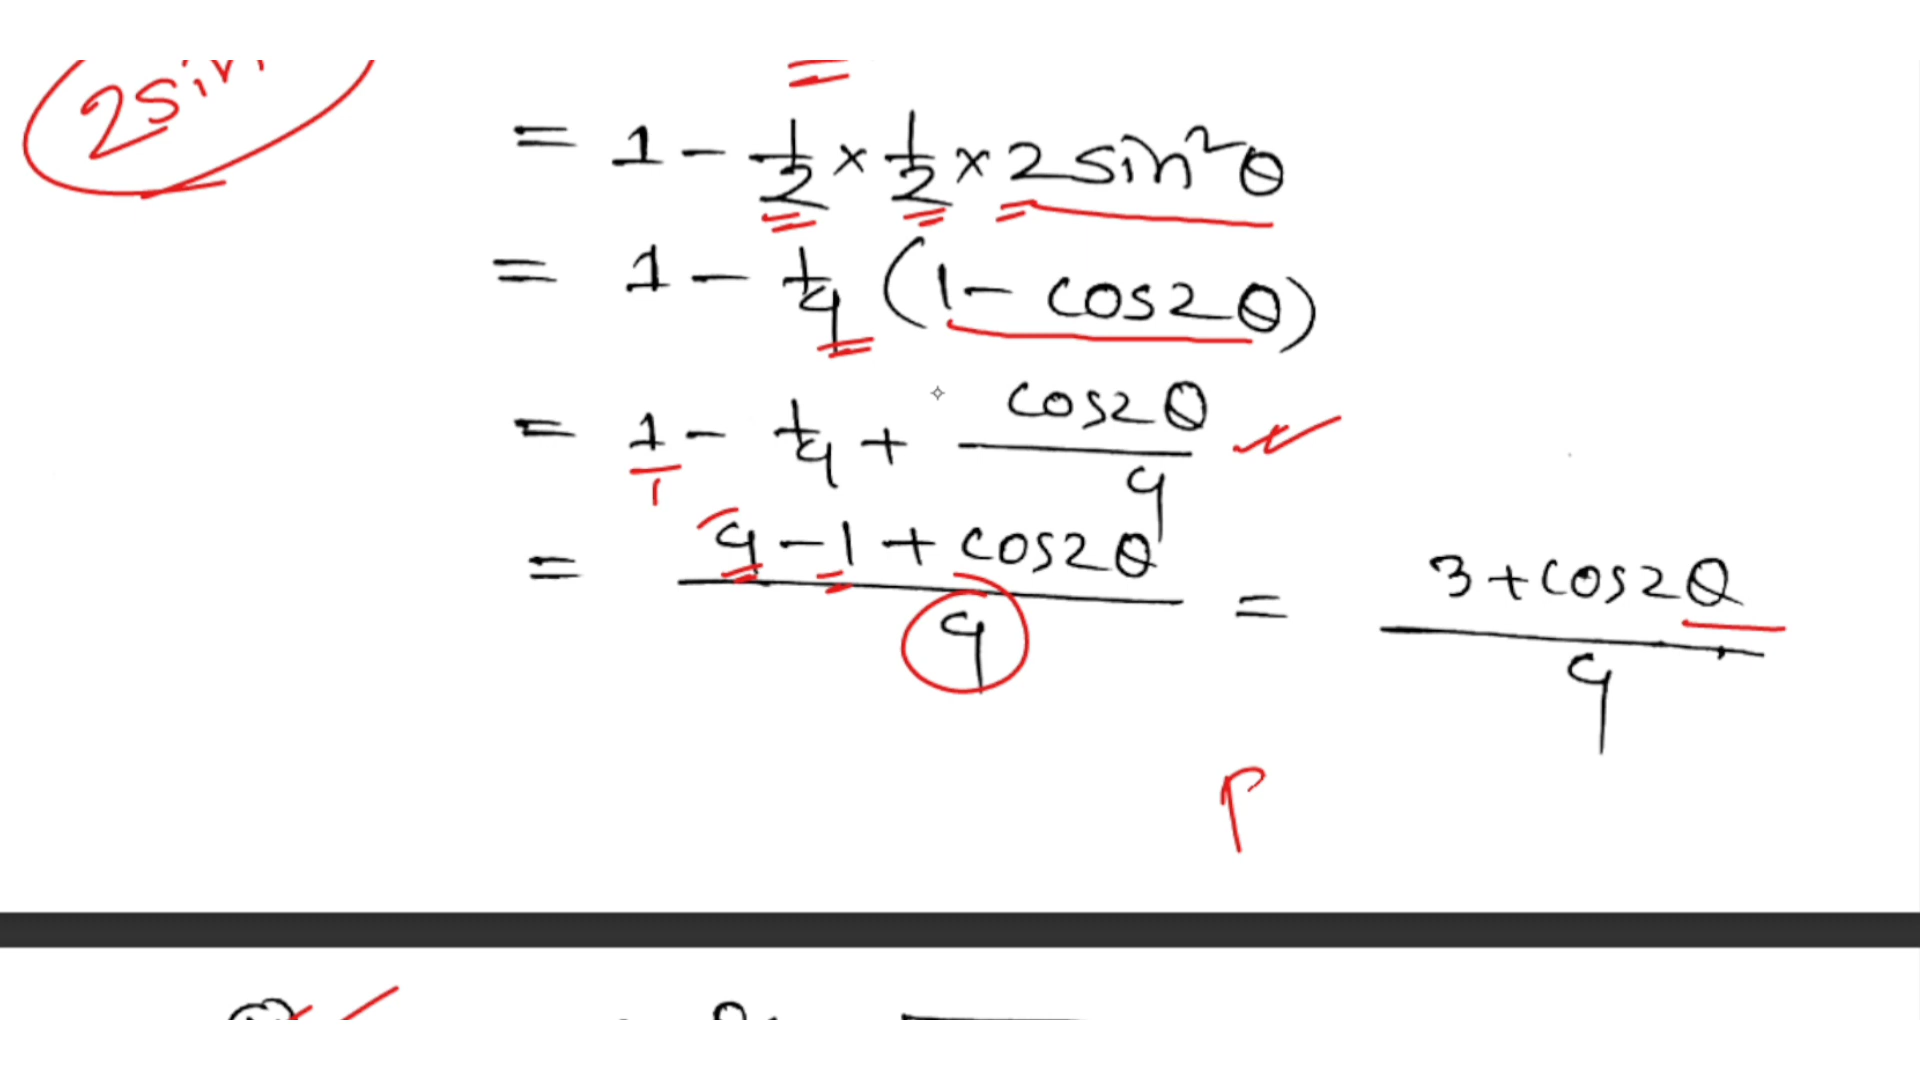 2sin
= 1 - 1/2 × 1/2 × 2sin²θ
= 1 - 1/4 (1 - cos2θ)
= 1/1 - 1/4 + cos2θ/4
= (4 - 1 + cos2θ)/4 = (3 + cos2θ)/4
P